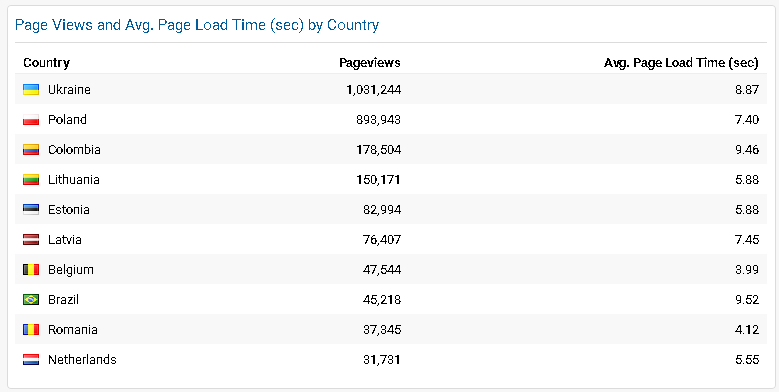 Page Views and Avg. Page Load Time (sec) by Country
Country Pageviews Avg. Page Load Time (sec)
Ukraine 1,031,244 8.87
Poland 893,943 7.40
Colombia 178,504 9.46
Lithuania 150,171 5.88
Estonia 82,994 5.88
Latvia 76,407 7.45
Belgium 47,544 3.99
Brazil 45,218 9.52
Romania 37,345 4.12
Netherlands 31,731 5.55